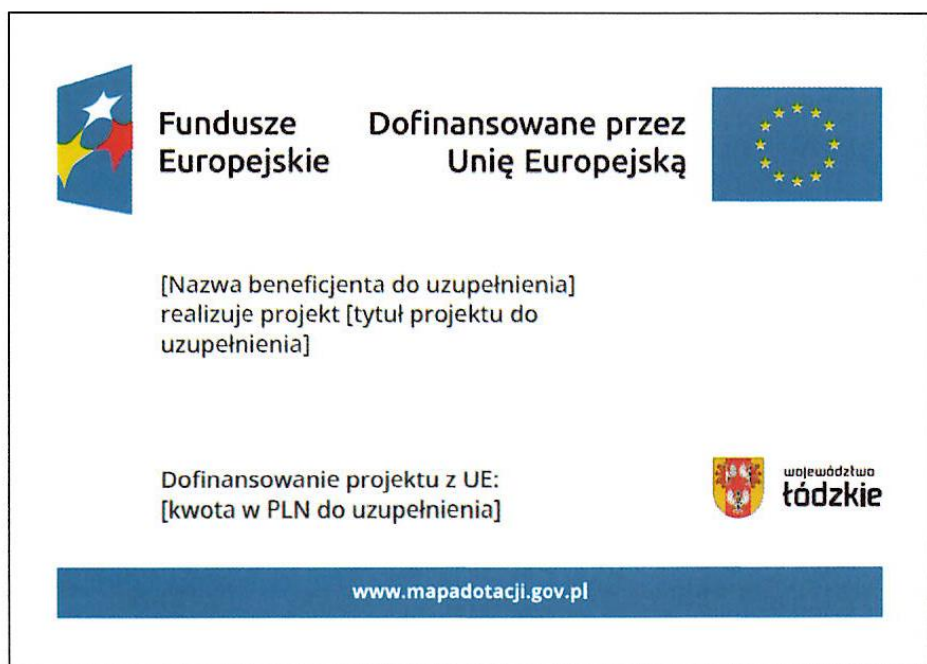 Fundusze
Europejskie
Dofinansowane przez
Unię Europejską
[Nazwa beneficjenta do uzupełnienia]
realizuje projekt [tytuł projektu do
uzupełnienia]
Dofinansowanie projektu z UE:
[kwota w PLN do uzupełnienia]
województwo
łódzkie
www.mapadotacji.gov.pl